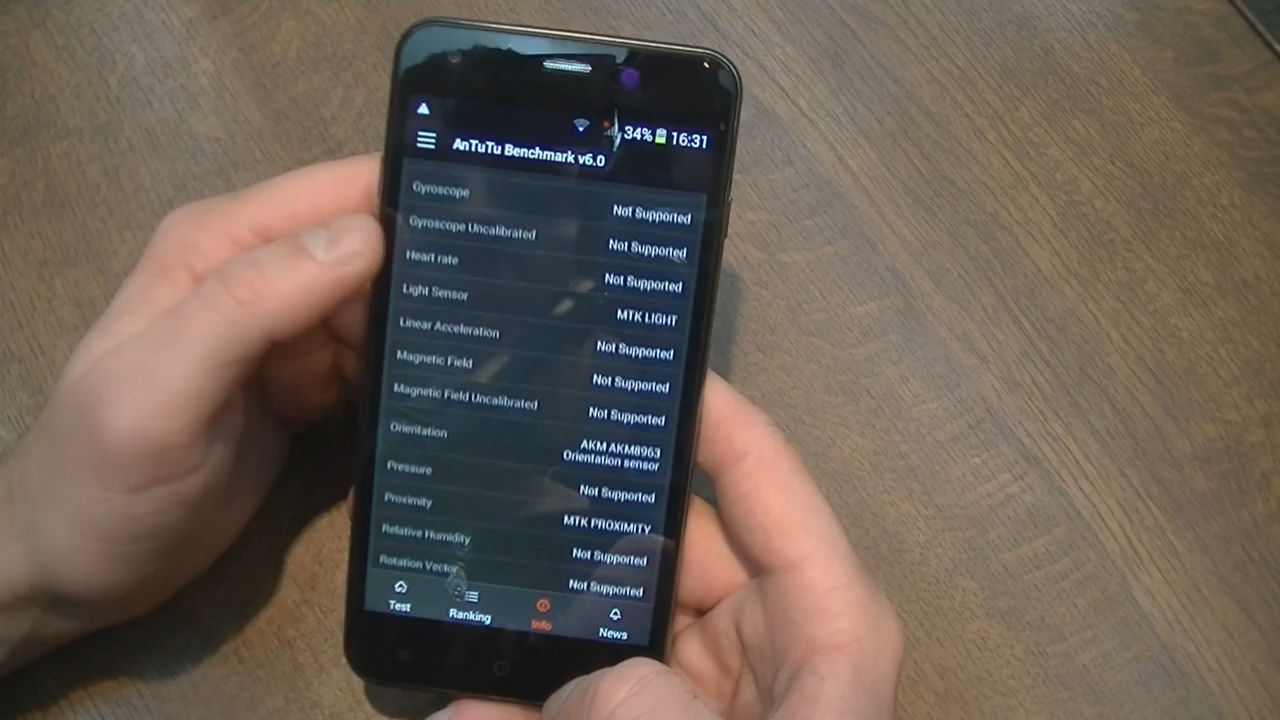 34% 16:31
AnTuTu Benchmark v6.0
Gyroscope Not Supported
Gyroscope Uncalibrated Not Supported
Heart rate Not Supported
Light Sensor MTK LIGHT
Linear Acceleration Not Supported
Magnetic Field Not Supported
Magnetic Field Uncalibrated Not Supported
Orientation AKM AKM8963
Orientation sensor
Pressure Not Supported
Proximity MTK PROXIMITY
Relative Humidity Not Supported
Rotation Vector Not Supported
Test Ranking Info News